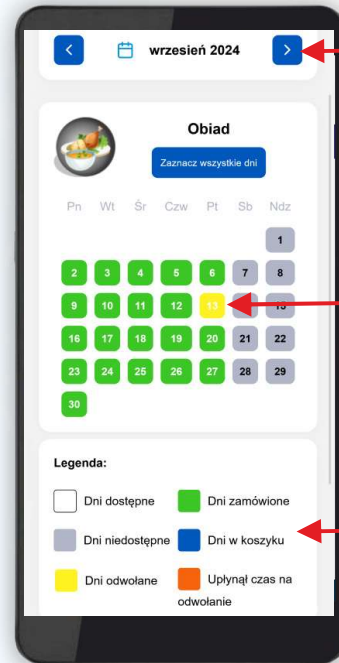 wrzesień 2024
Obiad
Zaznacz wszystkie dni
Pn Wt Śr Czw Pt Sb Ndz
1
2 3 4 5 6 7 8
9 10 11 12 13 15
16 17 18 19 20 21 22
23 24 25 26 27 28 29
30
Legenda:
Dni dostępne Dni zamówione
Dni niedostępne Dni w koszyku
Dni odwołane Upłynął czas na
odwołanie